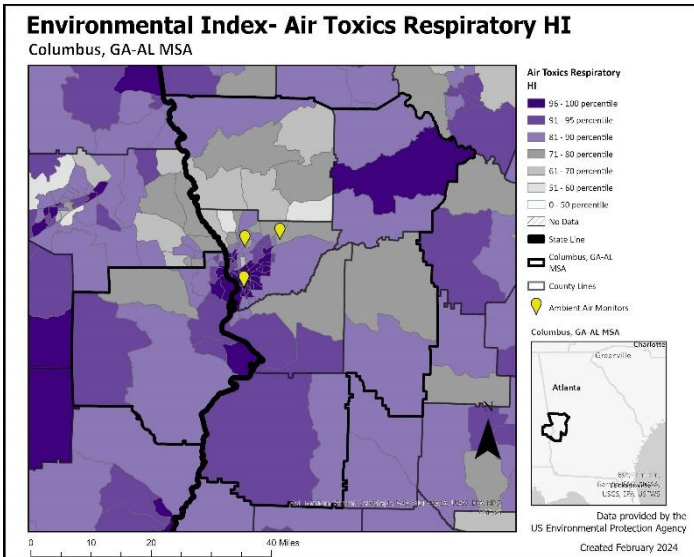 Environmental Index- Air Toxics Respiratory HI
Columbus, GA-AL MSA
Air Toxics Respiratory
HI
96 - 100 percentile
91 - 95 percentile
81 - 90 percentile
71 - 80 percentile
61 - 70 percentile
51 - 60 percentile
0 - 50 percentile
No Data
State Line
Columbus, GA-AL
MSA
County Lines
Ambient Air Monitors
N
Columbus, GA-AL MSA
Charlotte
Greenville
Atlanta
USGS, EPA, USFWS
0 10 20 40 Miles
Data provided by the
US Environmental Protection Agency
Created February 2024